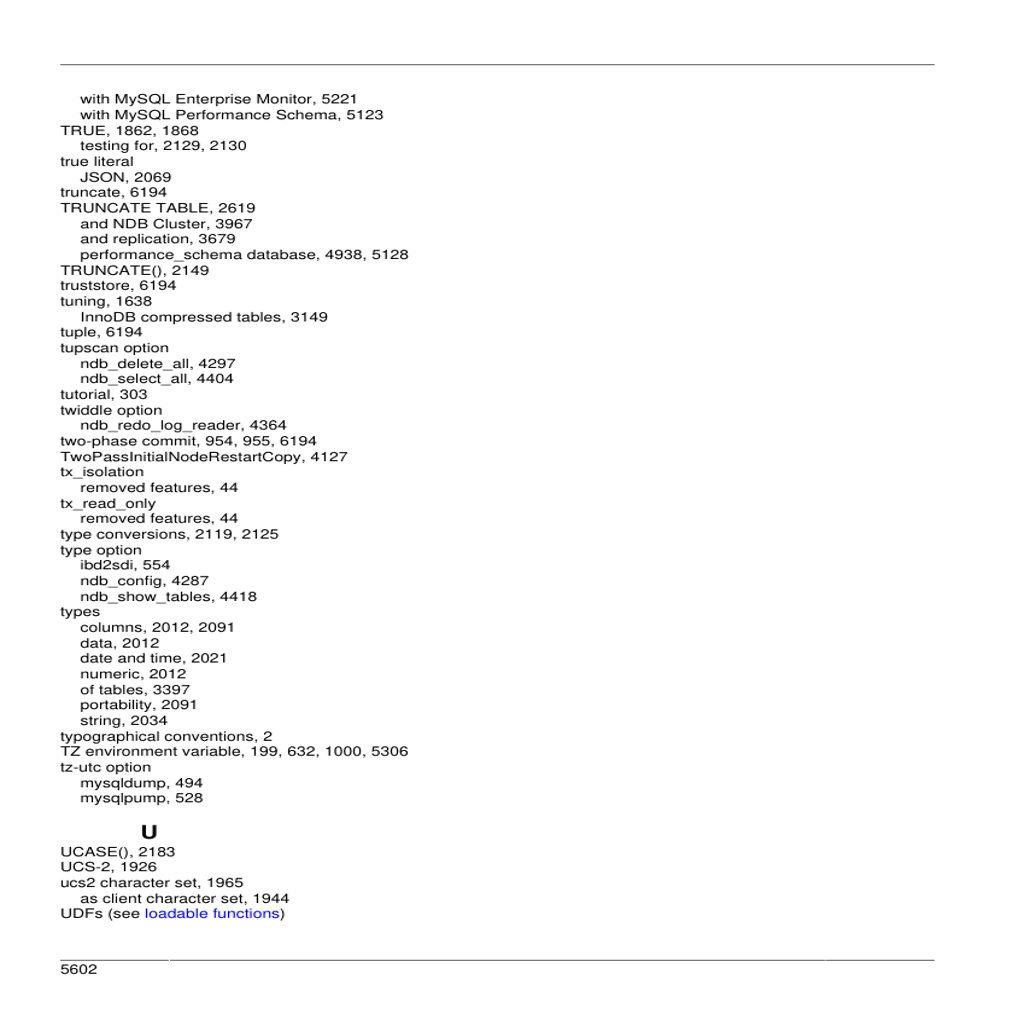 with MySQL Enterprise Monitor, 5221
with MySQL Performance Schema, 5123
TRUE, 1862, 1868
testing for, 2129, 2130
true literal
JSON, 2069
truncate, 6194
TRUNCATE TABLE, 2619
and NDB Cluster, 3967
and replication, 3679
performance_schema database, 4938, 5128
TRUNCATE(), 2149
truststore, 6194
tuning, 1638
InnoDB compressed tables, 3149
tuple, 6194
tupscan option
ndb_delete_all, 4297
ndb_select_all, 4404
tutorial, 303
twiddle option
ndb_redo_log_reader, 4364
two-phase commit, 954, 955, 6194
TwoPassInitialNodeRestartCopy, 4127
tx_isolation
removed features, 44
tx_read_only
removed features, 44
type conversions, 2119, 2125
type option
ibd2sdi, 554
ndb_config, 4287
ndb_show_tables, 4418
types
columns, 2012, 2091
data, 2012
date and time, 2021
numeric, 2012
of tables, 3397
portability, 2091
string, 2034
typographical conventions, 2
TZ environment variable, 199, 632, 1000, 5306
tz-utc option
mysqldump, 494
mysqlpump, 528
U
UCASE(), 2183
UCS-2, 1926
ucs2 character set, 1965
as client character set, 1944
UDFs (see loadable functions)
5602